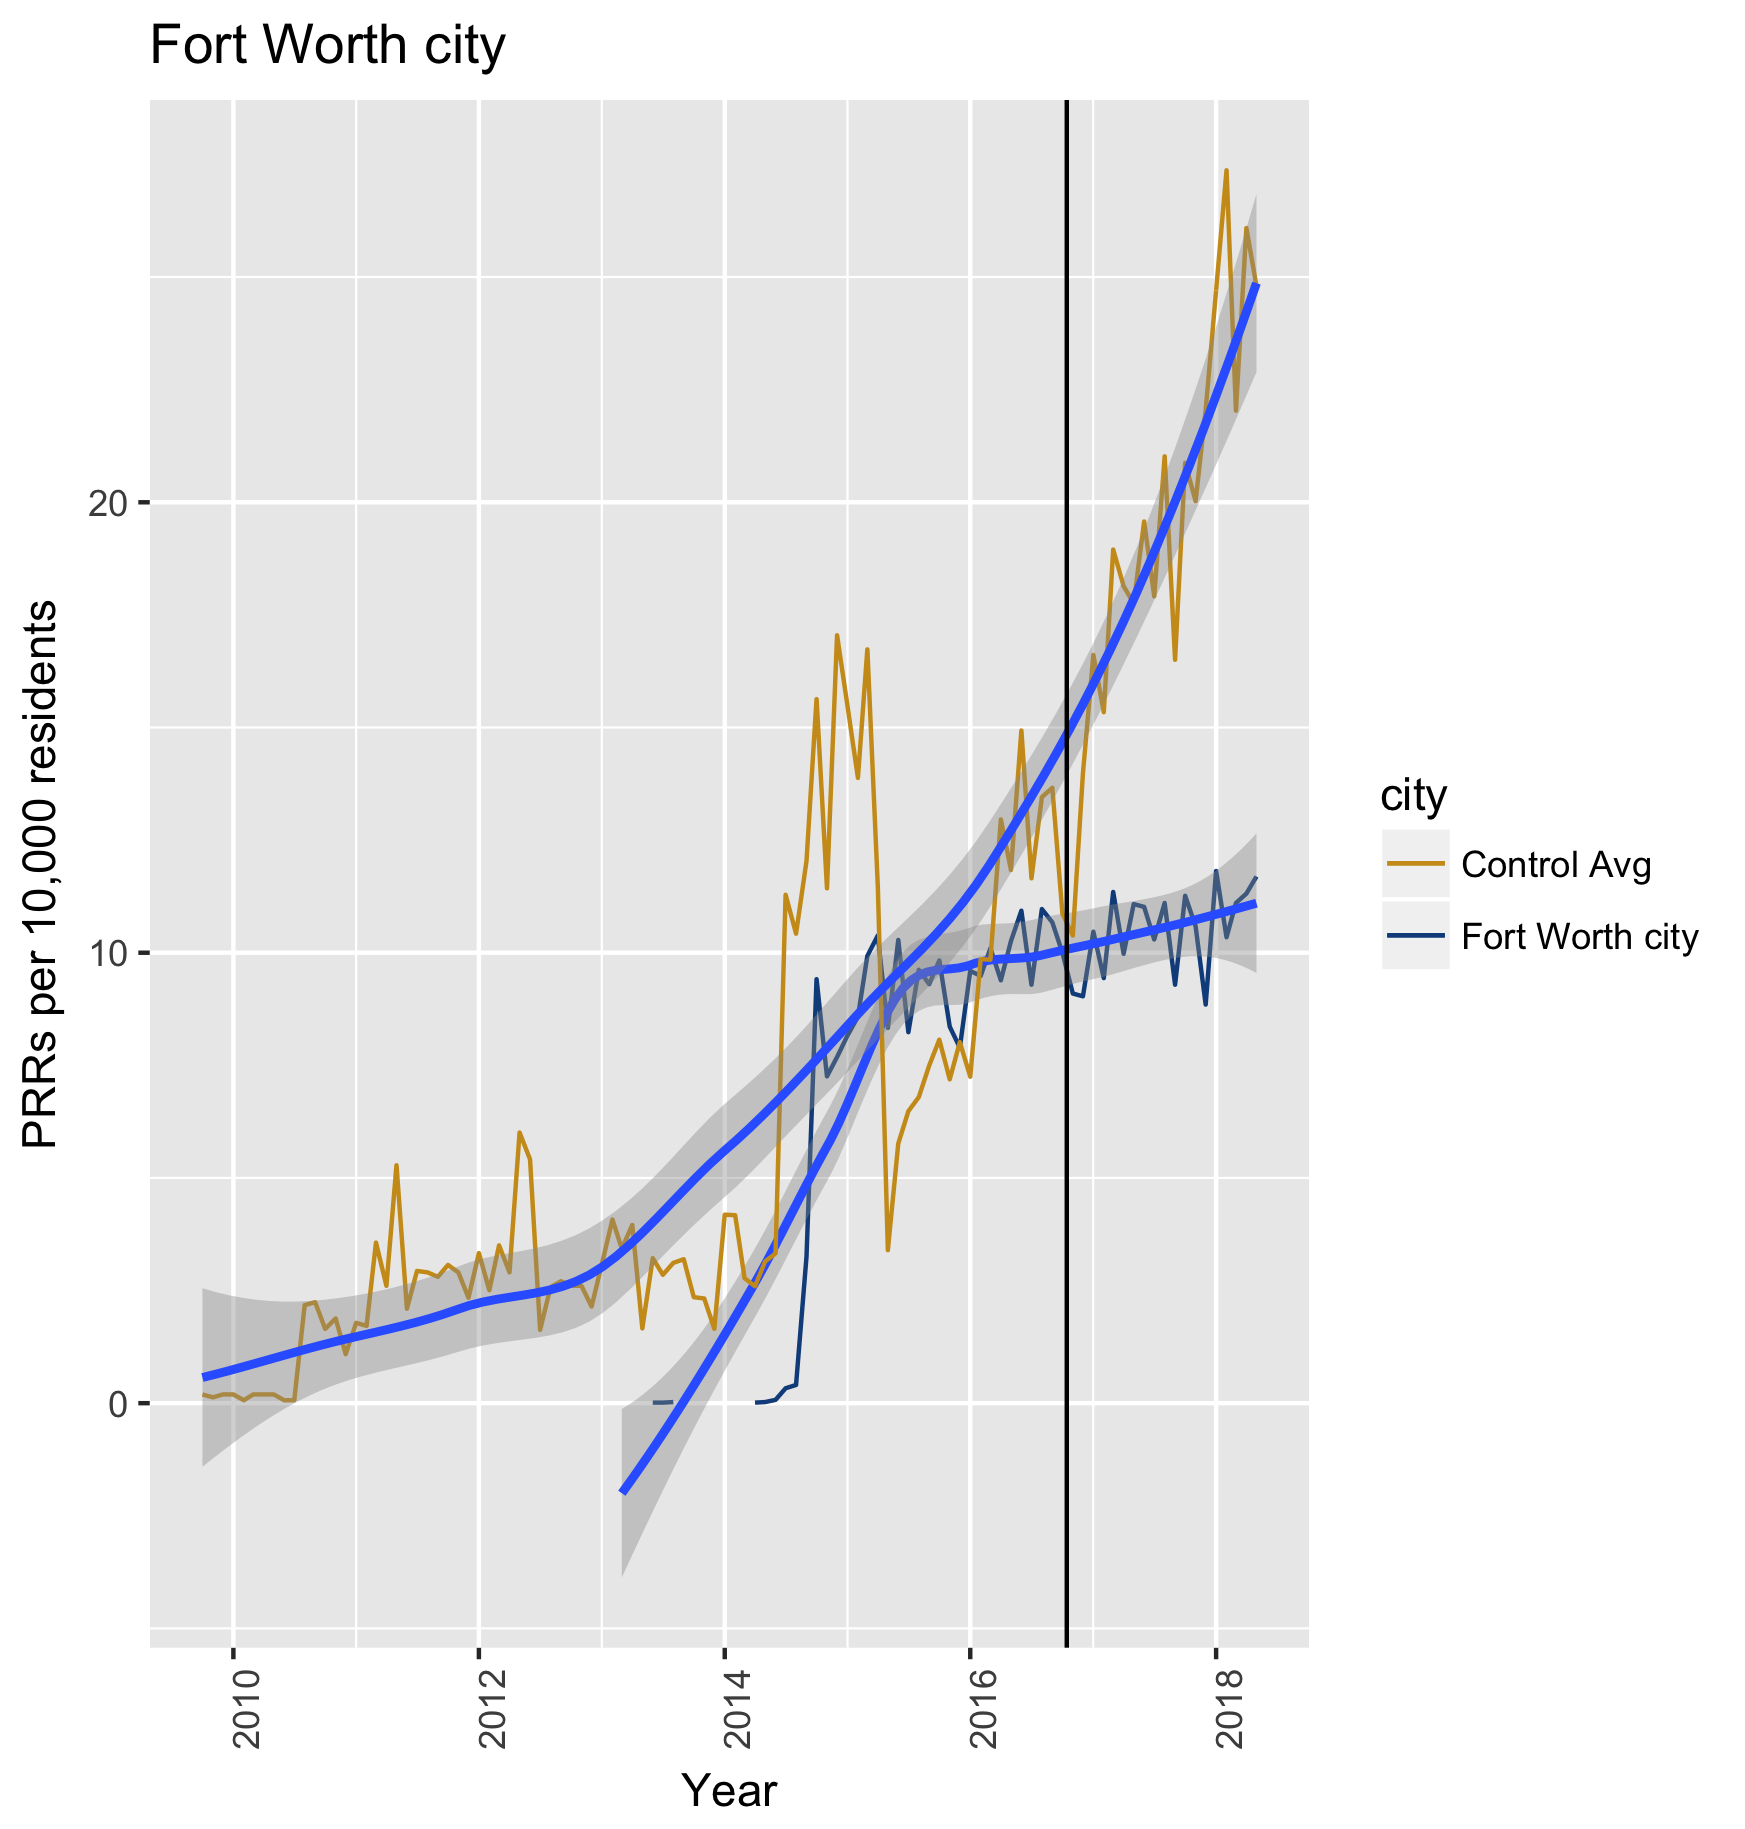 Fort Worth city
PRRs per 10,000 residents
20
10
0
2010
2012
2014
2016
2018
Year
city
Control Avg
Fort Worth city